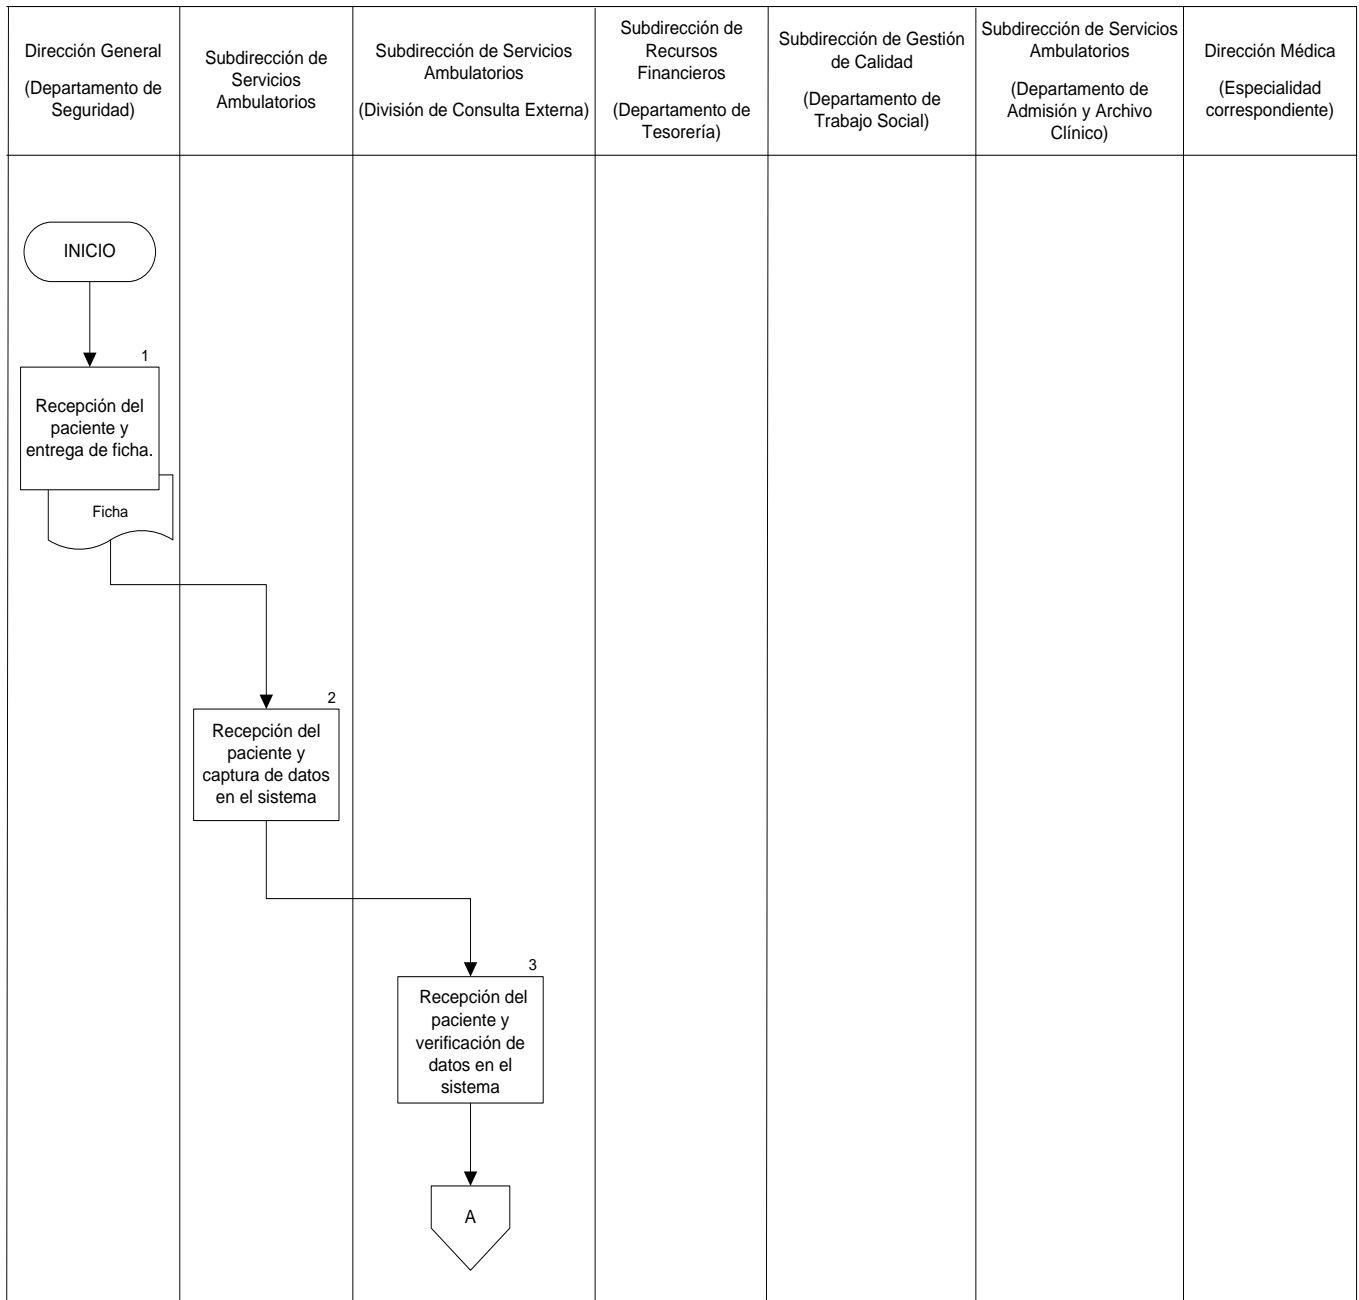 Dirección General
(Departamento de
Seguridad)
Subdirección de
Servicios
Ambulatorios
Subdirección de Servicios
Ambulatorios
(División de Consulta Externa)
Subdirección de
Recursos
Financieros
(Departamento de
Tesorería)
Subdirección de Gestión
de Calidad
(Departamento de
Trabajo Social)
Subdirección de Servicios
Ambulatorios
(Departamento de
Admisión y Archivo
Clínico)
Dirección Médica
(Especialidad
correspondiente)
INICIO
1
Recepción del
paciente y
entrega de ficha.
Ficha
2
Recepción del
paciente y
captura de datos
en el sistema
3
Recepción del
paciente y
verificación de
datos en el
sistema
A